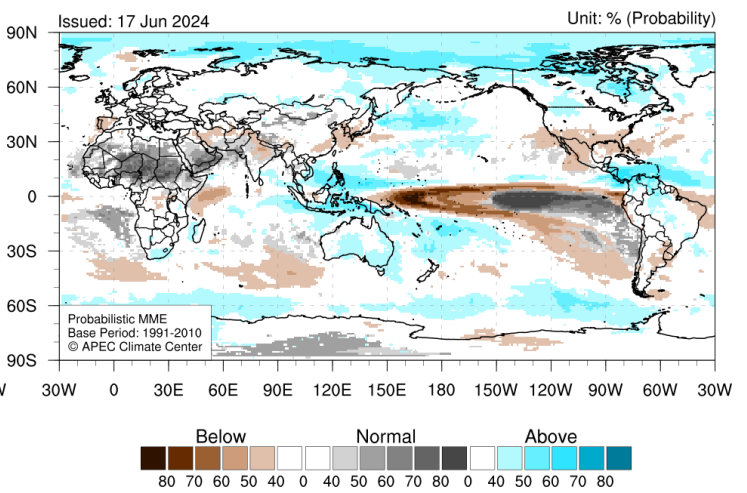 Issued: 17 Jun 2024
Unit: % (Probability)
90N
60N
30N
0
30S
60S
90S
Probabilistic MME
Base Period: 1991-2010
© APEC Climate Center
W 30W 0 30E 60E 90E 120E 150E 180 150W 120W 90W 60W 30W
Below Normal Above
80 70 60 50 40 0 40 50 60 70 80 0 40 50 60 70 80